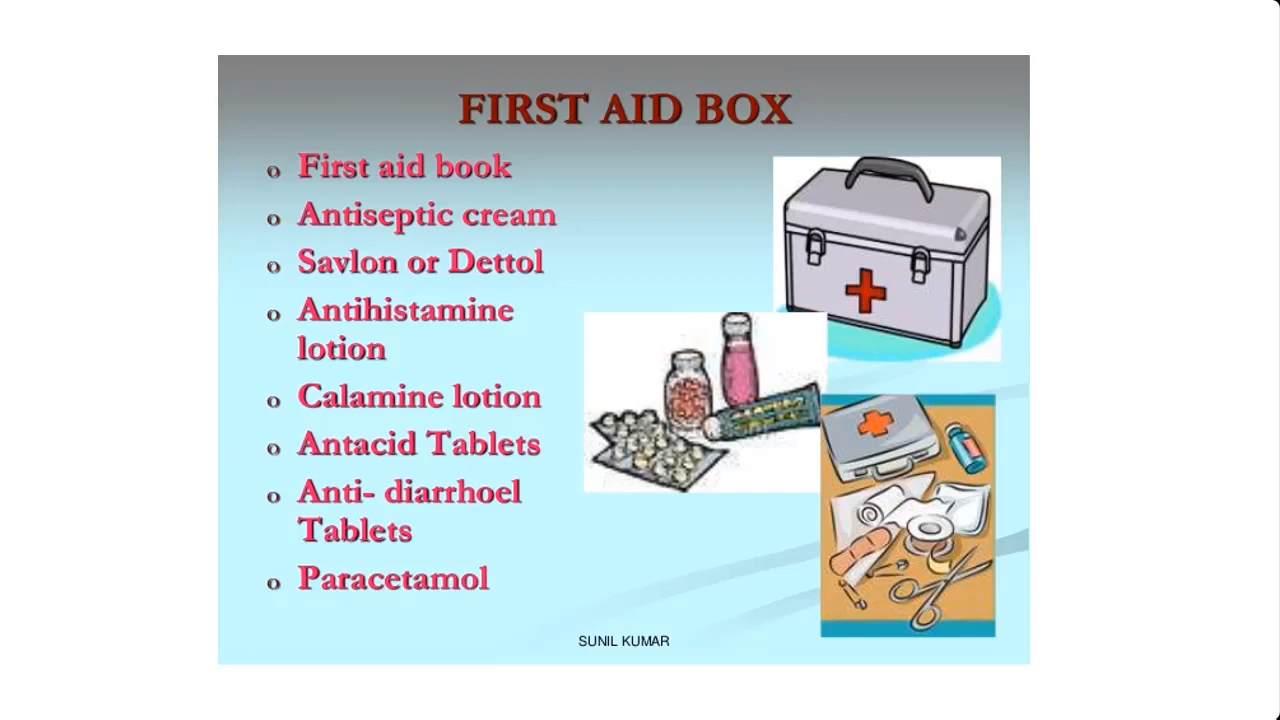 FIRST AID BOX
o First aid book
o Antiseptic cream
o Savlon or Dettol
o Antihistamine
lotion
o Calamine lotion
o Antacid Tablets
o Anti- diarrhoel
Tablets
o Paracetamol
SUNIL KUMAR